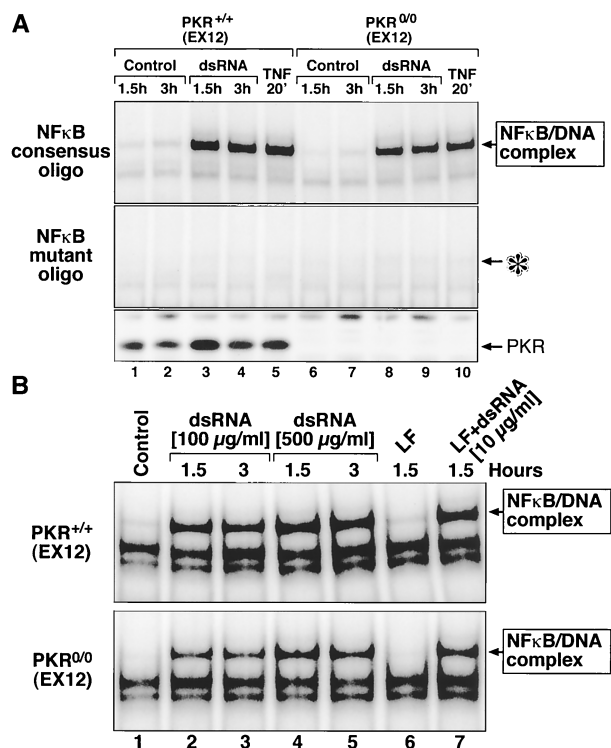 A
PKR+/+ PKR0/0
(EX12) (EX12)
Control dsRNA TNF Control dsRNA TNF
1.5h 3h 1.5h 3h 20' 1.5h 3h 1.5h 3h 20'
NFκB
consensus
oligo
NFκB/DNA
complex
NFκB
mutant
oligo
*
PKR
1 2 3 4 5 6 7 8 9 10
B
Control
dsRNA
[100 µg/ml]
dsRNA
[500 µg/ml]
LF
LF+dsRNA
[10 µg/ml]
1.5 3 1.5 3 1.5 1.5 Hours
PKR+/+
(EX12)
NFκB/DNA
complex
PKR0/0
(EX12)
NFκB/DNA
complex
1 2 3 4 5 6 7